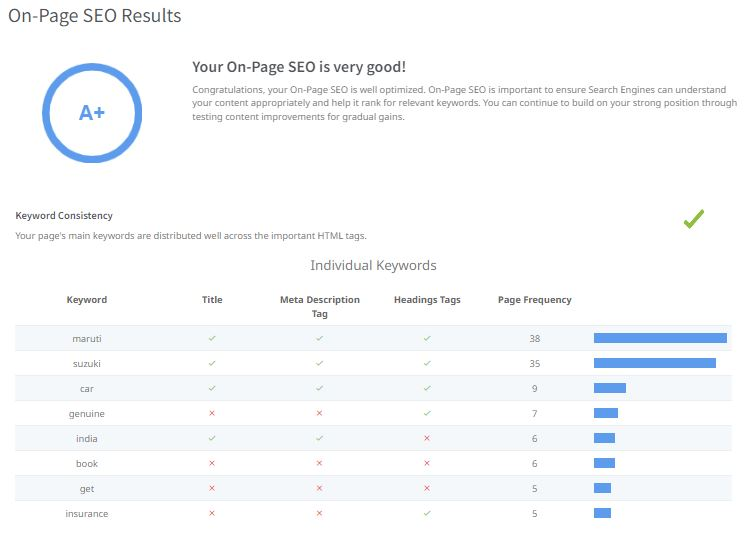 On-Page SEO Results
A+
Your On-Page SEO is very good!
Congratulations, your On-Page SEO is well optimized. On-Page SEO is important to ensure Search Engines can understand
your content appropriately and help it rank for relevant keywords. You can continue to build on your strong position through
testing content improvements for gradual gains.
Keyword Consistency
Your page's main keywords are distributed well across the important HTML tags.
Individual Keywords
Keyword Title Meta Description Tag Headings Tags Page Frequency
maruti ✓ ✓ ✓ 38
suzuki ✓ ✓ ✓ 35
car ✓ ✓ ✓ 9
genuine × × ✓ 7
india ✓ ✓ × 6
book × × × 6
get × × × 5
insurance × × ✓ 5